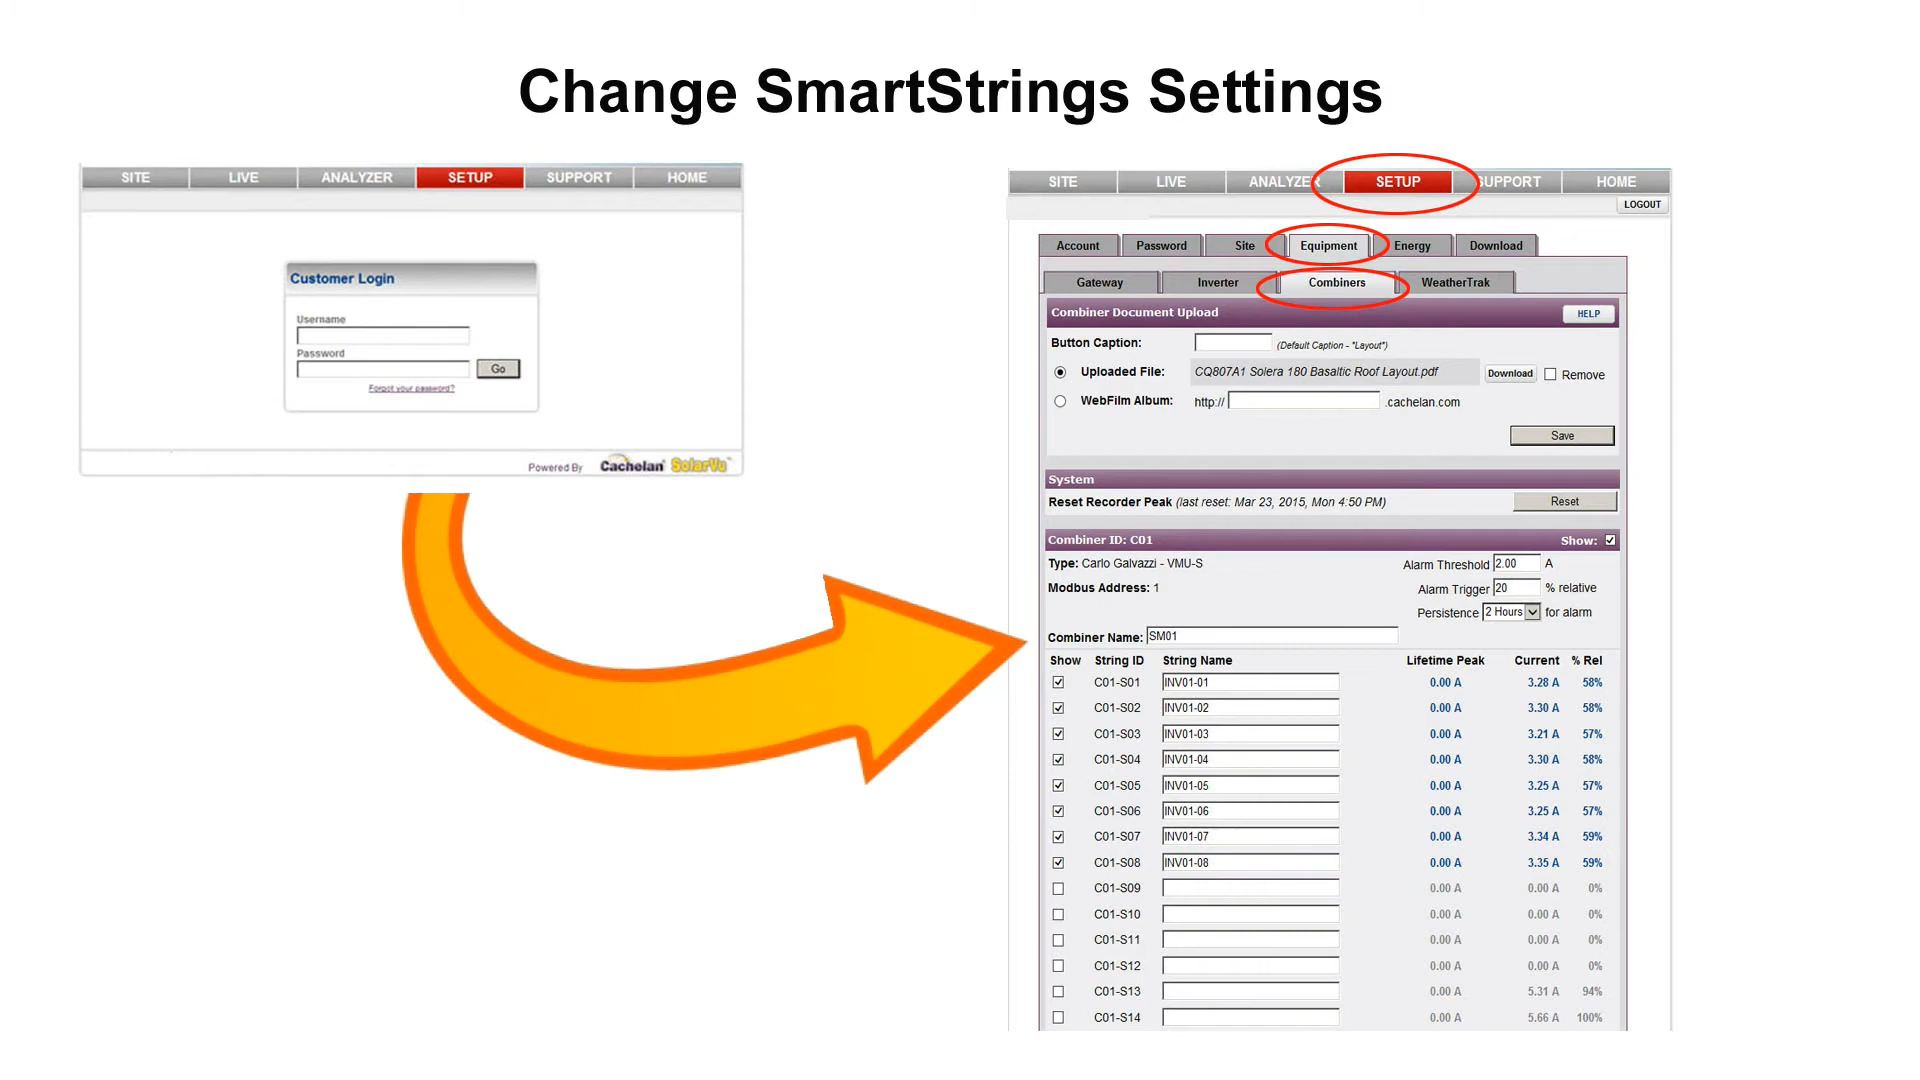 Change SmartStrings Settings
SITE LIVE ANALYZER SETUP SUPPORT HOME
Customer Login
Username
Password
Go
Forgot your password?
Powered By Cachelan SolarVu
SITE LIVE ANALYZER SETUP SUPPORT HOME
LOGOUT
Account Password Site Equipment Energy Download
Gateway Inverter Combiners WeatherTrak
Combiner Document Upload HELP
Button Caption: (Default Caption - "Layout")
Uploaded File: CQ807A1 Solera 180 Basaltic Roof Layout.pdf Download Remove
WebFilm Album: http:// .cachelan.com
Save
System
Reset Recorder Peak (last reset: Mar 23, 2015, Mon 4:50 PM) Reset
Combiner ID: C01 Show:
Type: Carlo Galvazzi - VMU-S Alarm Threshold 2.00 A
Modbus Address: 1 Alarm Trigger 20 % relative
Persistence 2 Hours for alarm
Combiner Name: SM01
Show String ID String Name Lifetime Peak Current % Rel
C01-S01 INV01-01 0.00 A 3.28 A 58%
C01-S02 INV01-02 0.00 A 3.30 A 58%
C01-S03 INV01-03 0.00 A 3.21 A 57%
C01-S04 INV01-04 0.00 A 3.30 A 58%
C01-S05 INV01-05 0.00 A 3.25 A 57%
C01-S06 INV01-06 0.00 A 3.25 A 57%
C01-S07 INV01-07 0.00 A 3.34 A 59%
C01-S08 INV01-08 0.00 A 3.35 A 59%
C01-S09 0.00 A 0.00 A 0%
C01-S10 0.00 A 0.00 A 0%
C01-S11 0.00 A 0.00 A 0%
C01-S12 0.00 A 0.00 A 0%
C01-S13 0.00 A 5.31 A 94%
C01-S14 0.00 A 5.66 A 100%